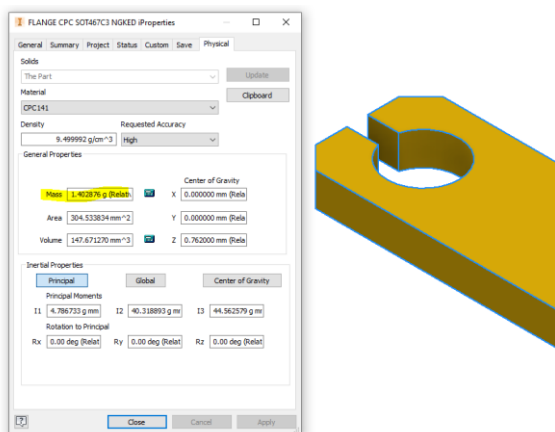 FLANGE CPC SOT467C3 NGKED iProperties
General Summary Project Status Custom Save Physical
Solids
The Part Update
Material Clipboard
CPC141
Density Requested Accuracy
9.499992 g/cm^3 High
General Properties
Center of Gravity
Mass 1.402876 g (Relativ X 0.000000 mm (Rela
Area 304.533834 mm^2 Y 0.000000 mm (Rela
Volume 147.671270 mm^3 Z 0.762000 mm (Rela
Inertial Properties
Principal Global Center of Gravity
Principal Moments
I1 4.786733 g mm I2 40.318893 g mr I3 44.562579 g mr
Rotation to Principal
Rx 0.00 deg (Relat Ry 0.00 deg (Relat Rz 0.00 deg (Relat
Close Cancel Apply